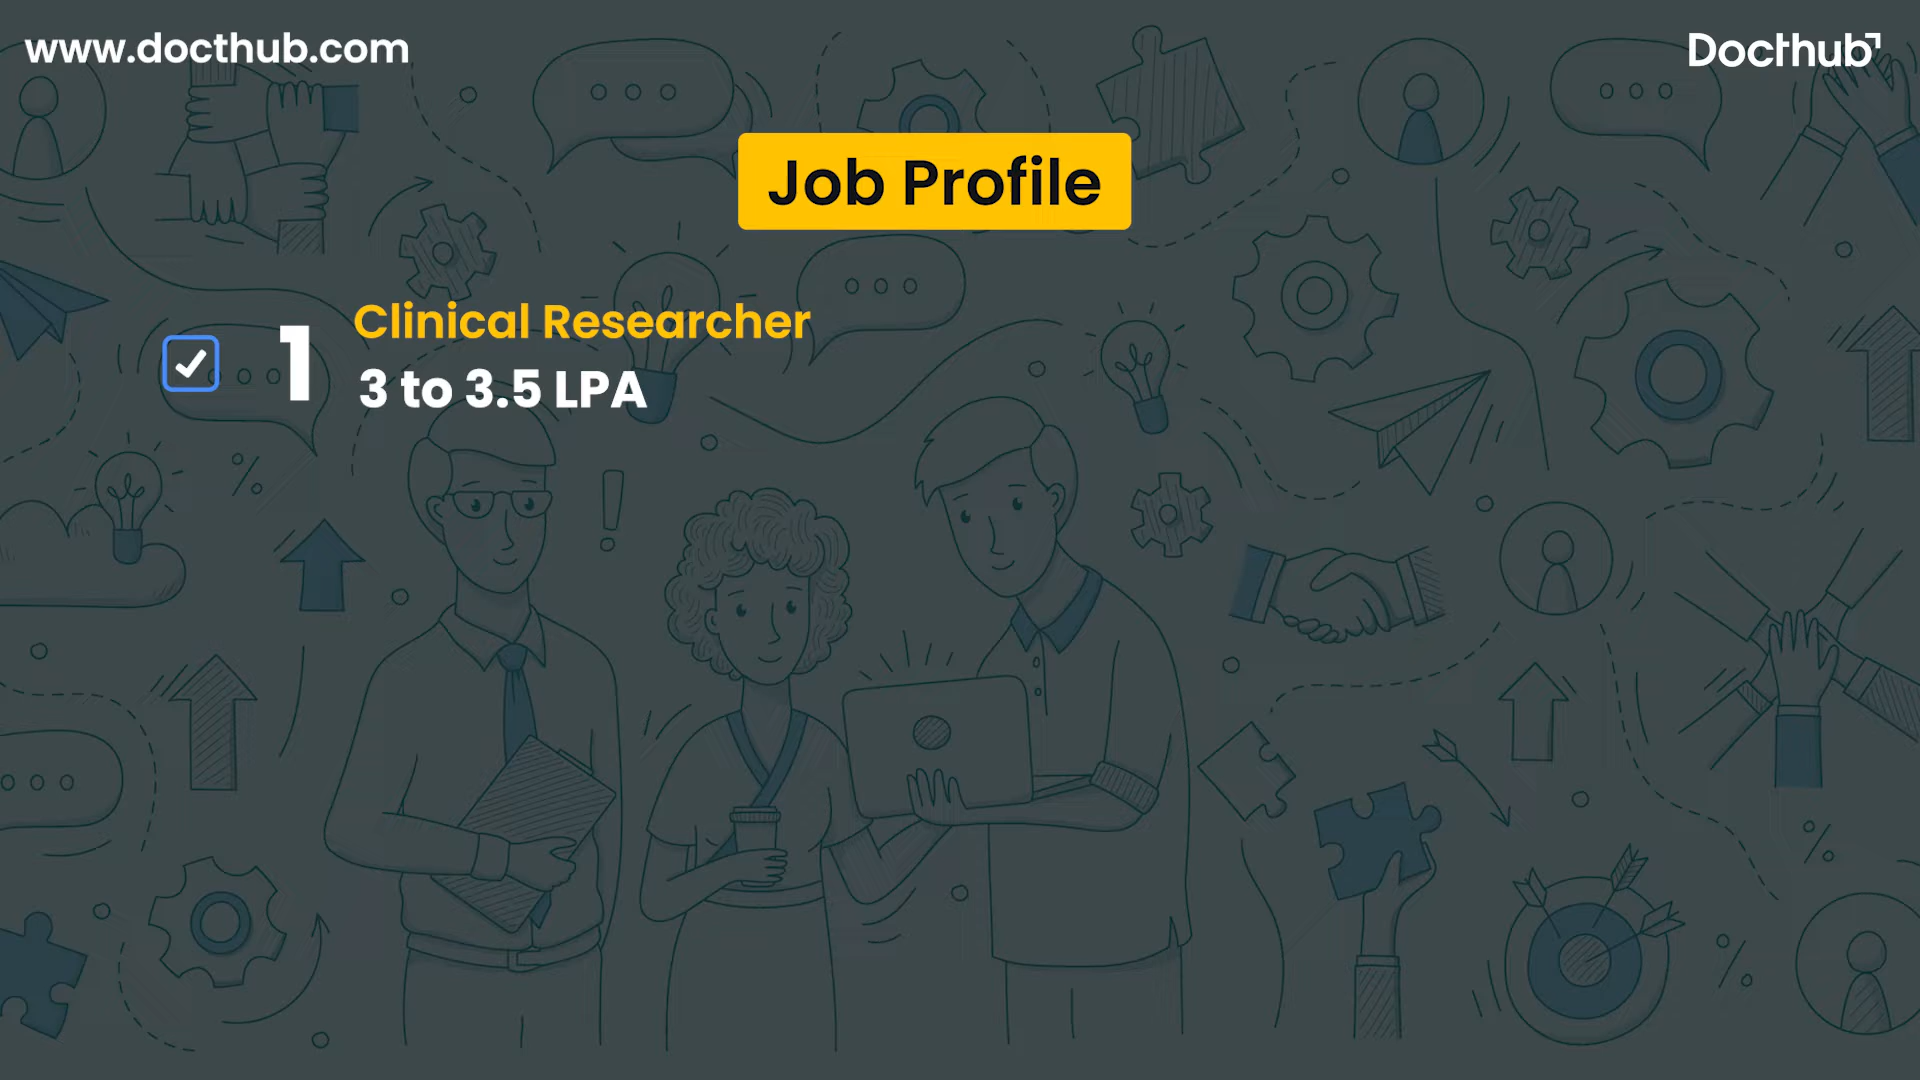 www.docthub.com
Docthub
Job Profile
1
Clinical Researcher
3 to 3.5 LPA